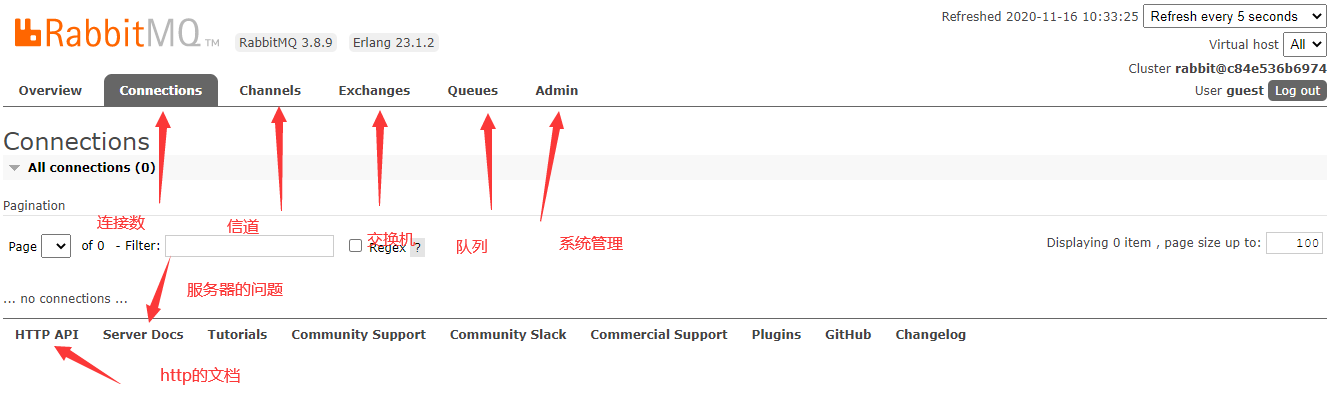 Refreshed 2020-11-16 10:33:25 Refresh every 5 seconds
RabbitMQ TM RabbitMQ 3.8.9 Erlang 23.1.2
Virtual host All
Cluster rabbit@c84e536b6974
User guest Log out
Overview Connections Channels Exchanges Queues Admin
Connections
All connections (0)
Pagination
连接数 信道 交换机 队列 系统管理
Page of 0 - Filter: Regex ? Displaying 0 item , page size up to: 100
服务器的问题
... no connections ...
HTTP API Server Docs Tutorials Community Support Community Slack Commercial Support Plugins GitHub Changelog
http的文档